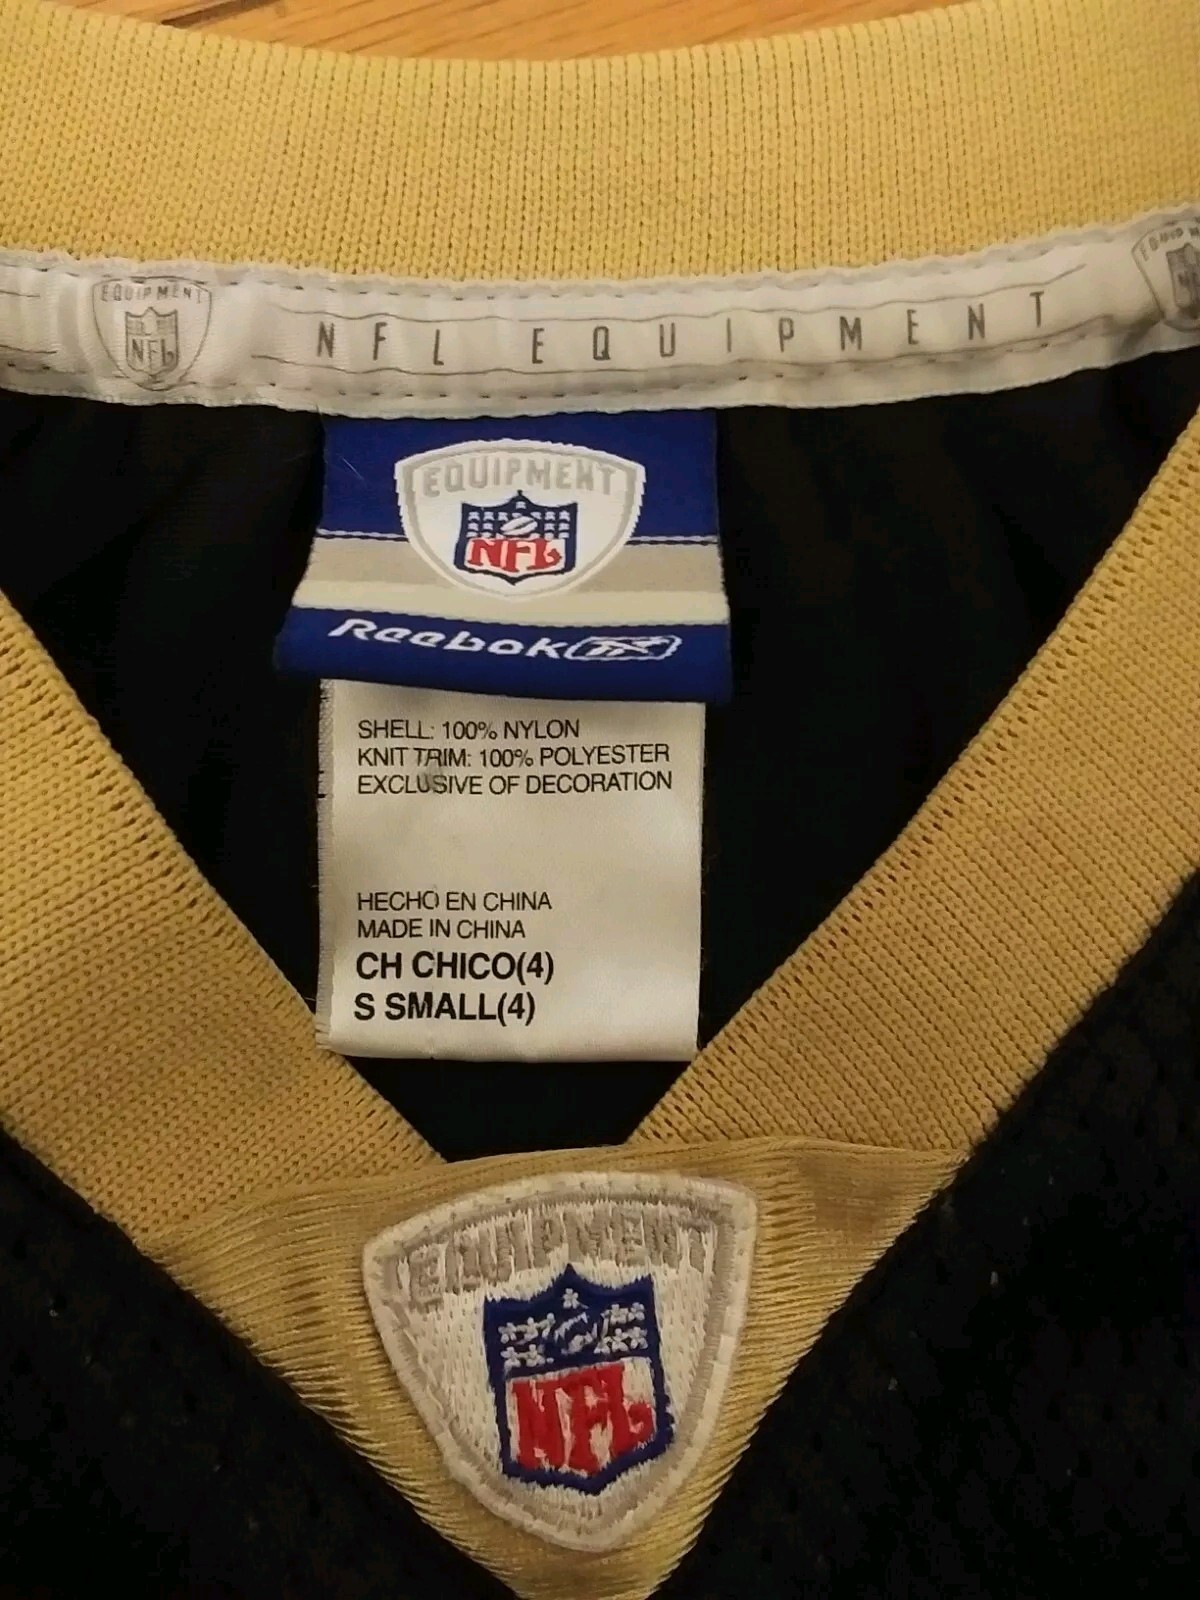 EQUIPMENT
NFL
NFL EQUIPMENT
EQUIPMENT
NFL
Reebok
SHELL: 100% NYLON
KNIT TRIM: 100% POLYESTER
EXCLUSIVE OF DECORATION
HECHO EN CHINA
MADE IN CHINA
CH CHICO(4)
S SMALL(4)
EQUIPMENT
NFL